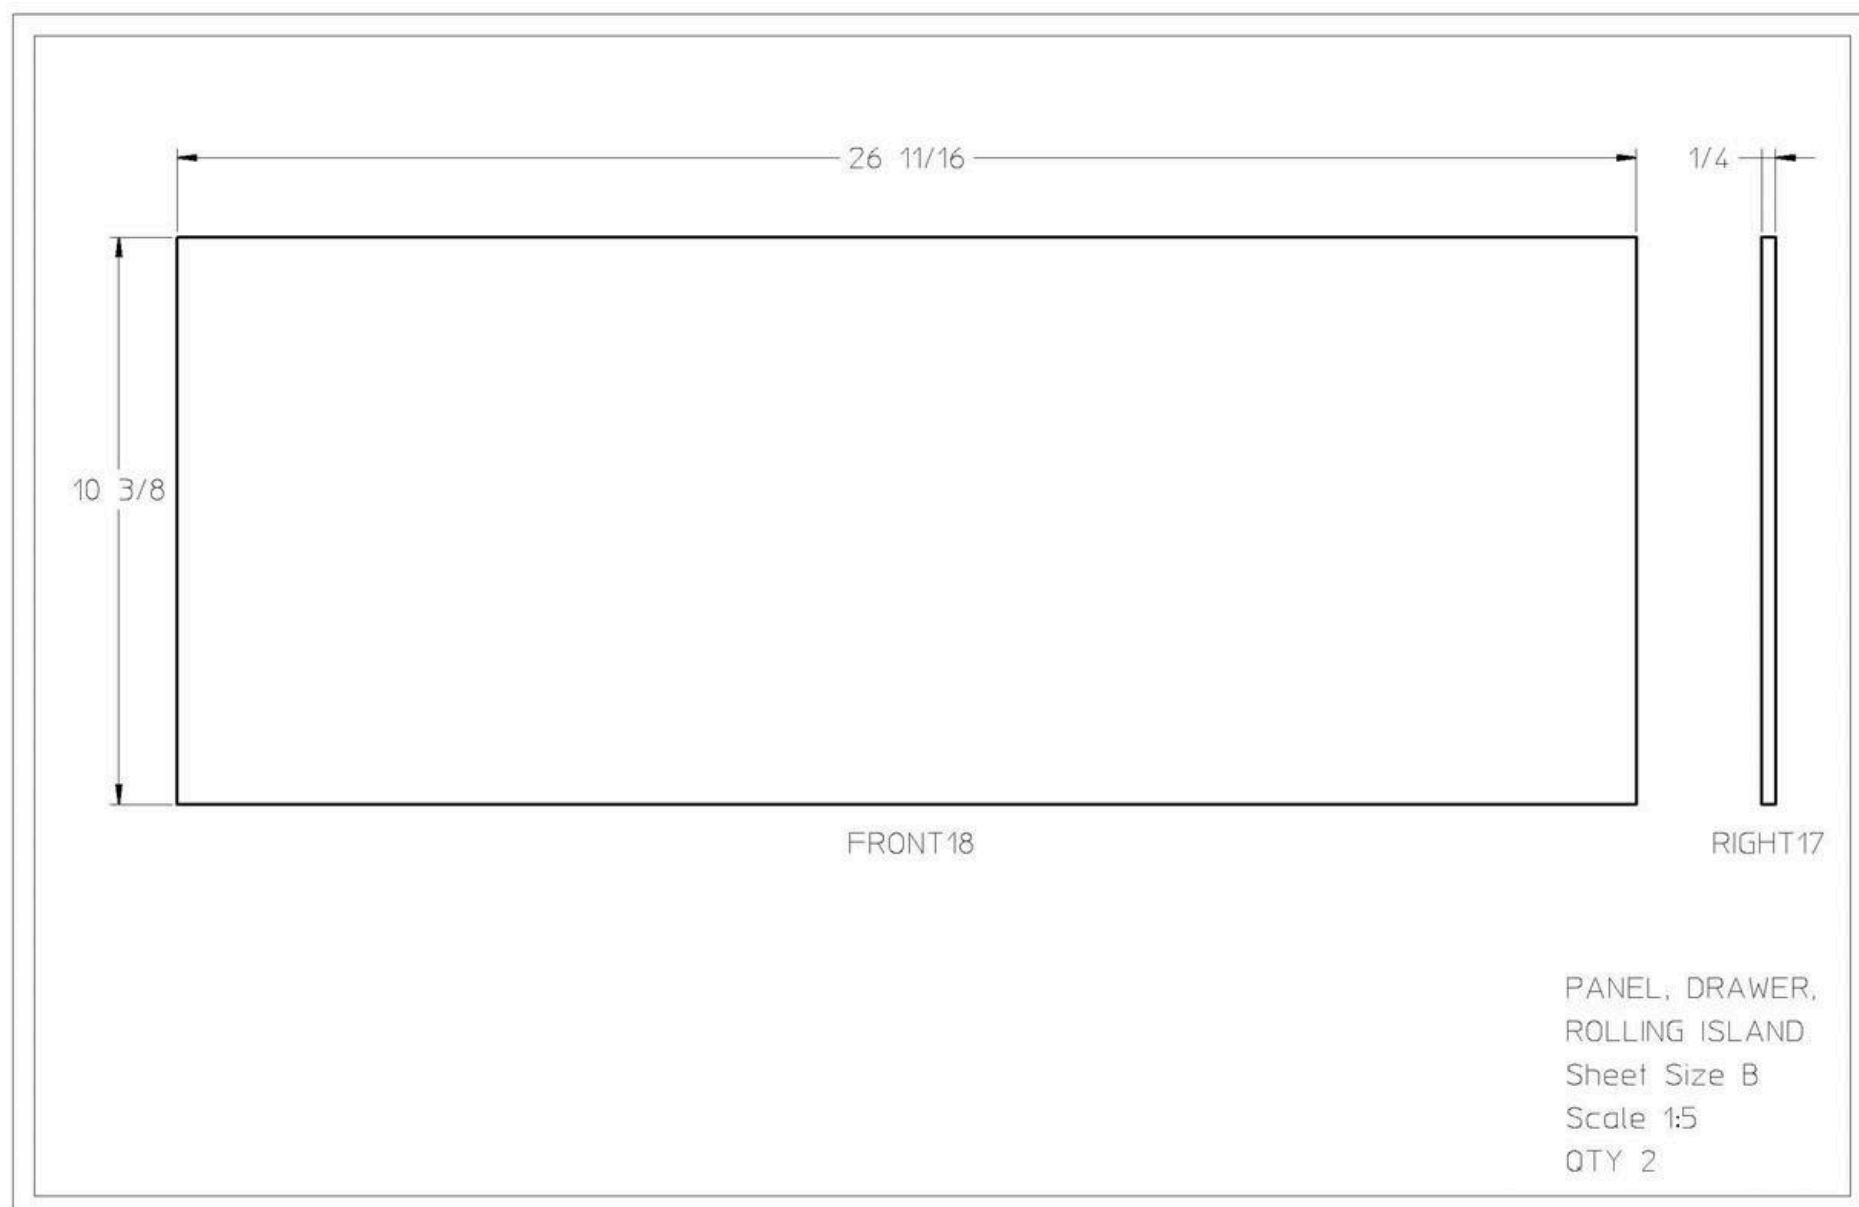 26 11/16
1/4
10 3/8
FRONT18
RIGHT17
PANEL, DRAWER,
ROLLING ISLAND
Sheet Size B
Scale 1:5
QTY 2